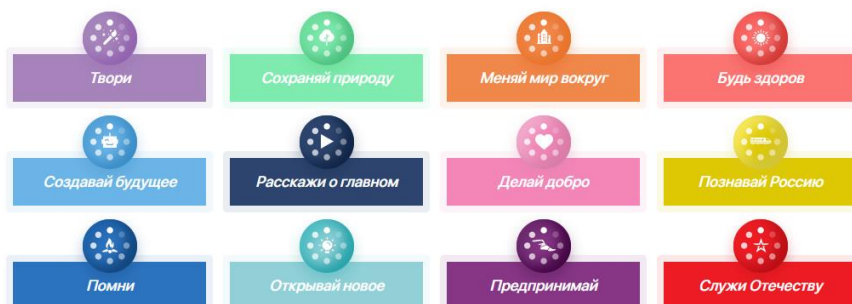 Твори
Сохраняй природу
Меняй мир вокруг
Будь здоров
Создавай будущее
Расскажи о главном
Делай добро
Познавай Россию
Помни
Открывай новое
Предпринимай
Служи Отечеству